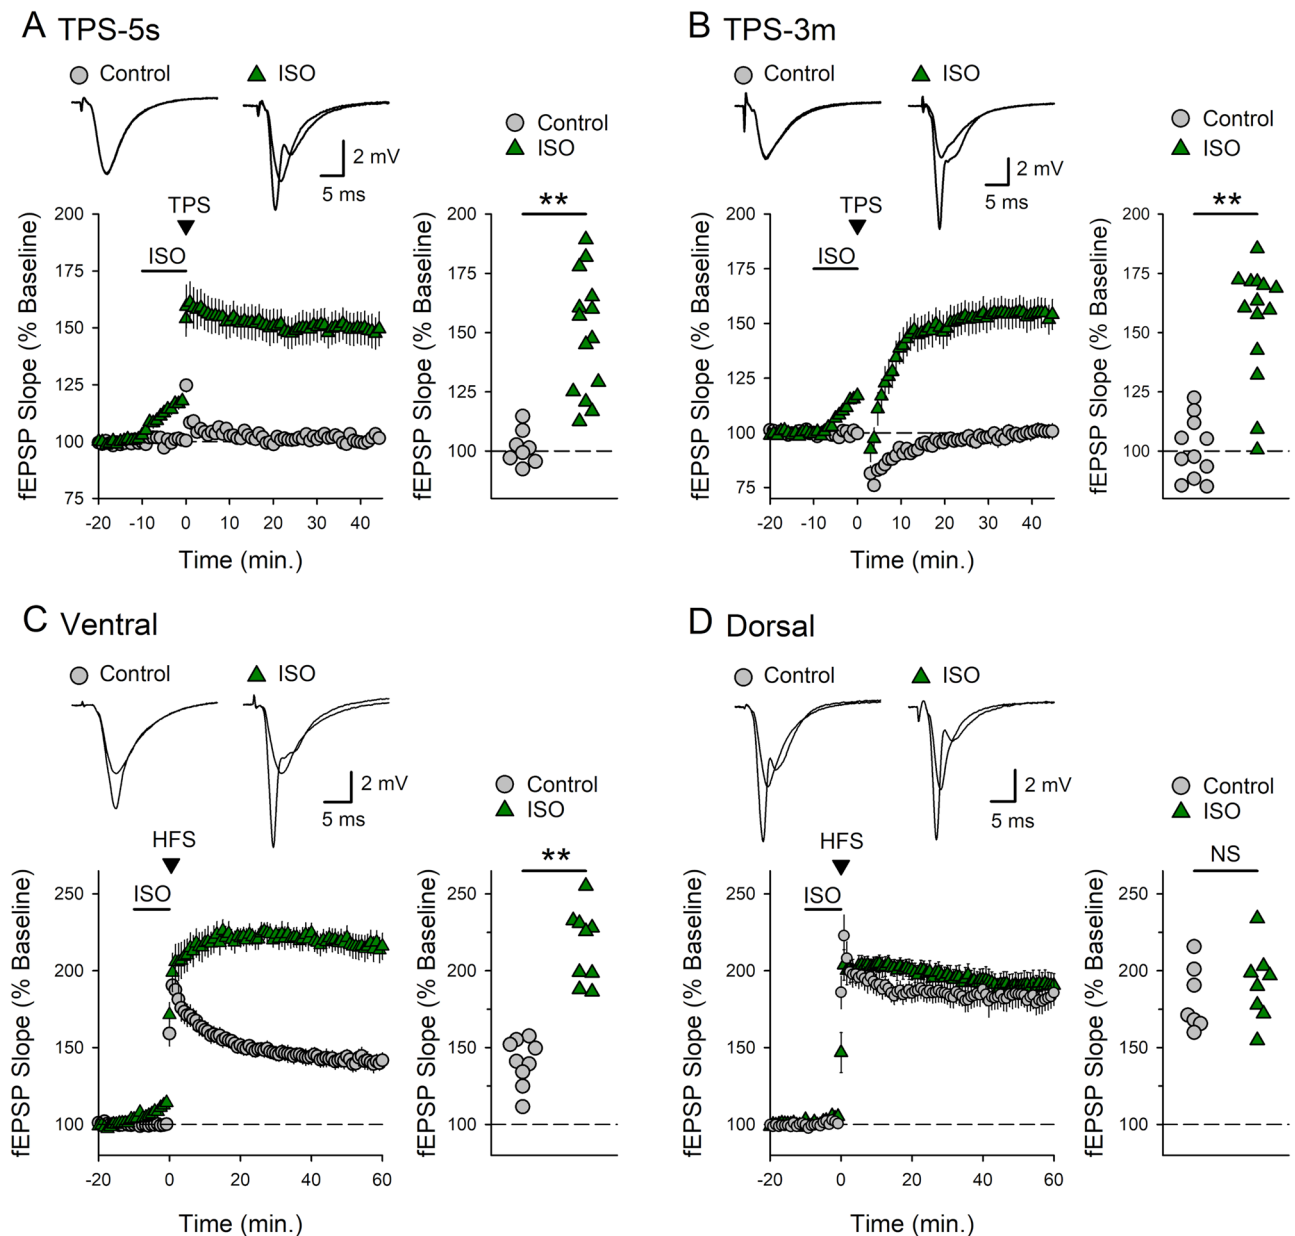 A TPS-5s
Control
ISO
2 mV
5 ms
Control
ISO
**
TPS
ISO
fEPSP Slope (% Baseline)
200
175
150
125
100
75
-20
-10
0
10
20
30
40
Time (min.)
fEPSP Slope (% Baseline)
200
175
150
125
100
B TPS-3m
Control
ISO
2 mV
5 ms
Control
ISO
**
TPS
ISO
fEPSP Slope (% Baseline)
200
175
150
125
100
75
-20
-10
0
10
20
30
40
Time (min.)
fEPSP Slope (% Baseline)
200
175
150
125
100
C Ventral
Control
ISO
2 mV
5 ms
Control
ISO
**
HFS
ISO
fEPSP Slope (% Baseline)
250
200
150
100
-20
0
20
40
60
Time (min.)
fEPSP Slope (% Baseline)
250
200
150
100
D Dorsal
Control
ISO
2 mV
5 ms
Control
ISO
NS
HFS
ISO
fEPSP Slope (% Baseline)
250
200
150
100
-20
0
20
40
60
Time (min.)
fEPSP Slope (% Baseline)
250
200
150
100